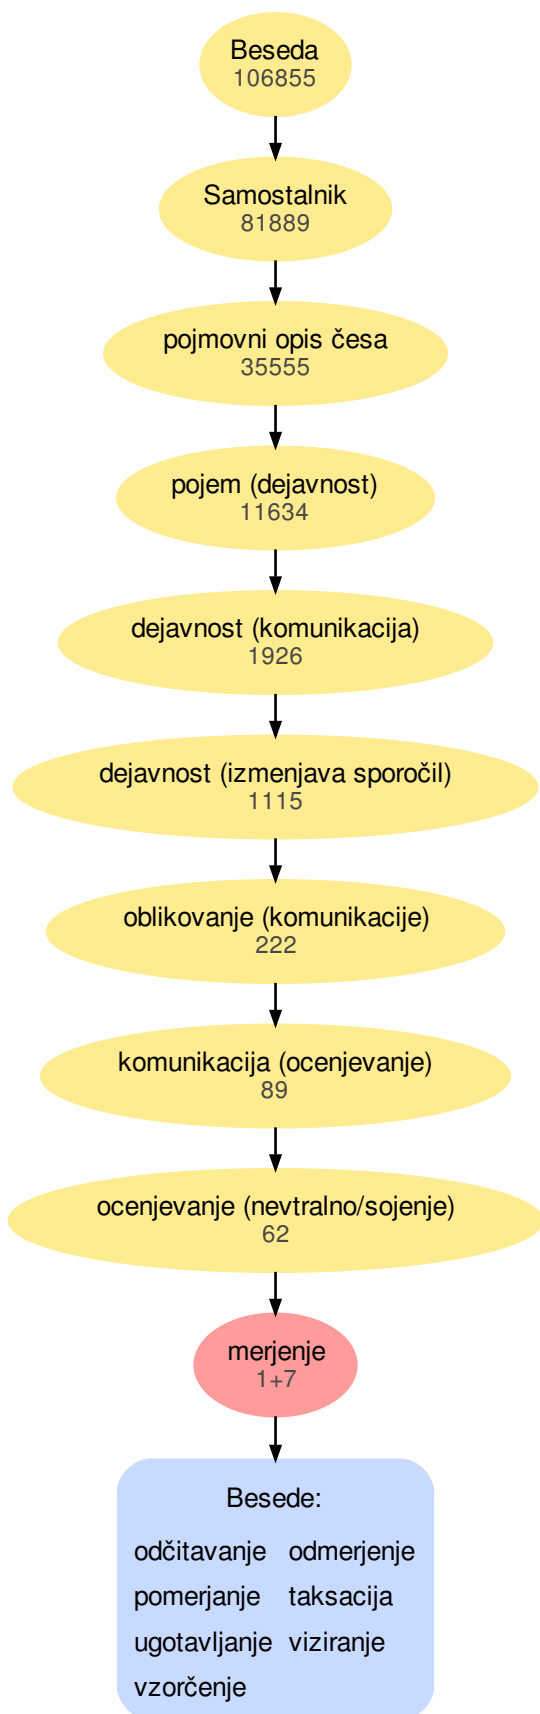 Beseda
106855
Samostalnik
81889
pojmovni opis česa
35555
pojem (dejavnost)
11634
dejavnost (komunikacija)
1926
dejavnost (izmenjava sporočil)
1115
oblikovanje (komunikacije)
222
komunikacija (ocenjevanje)
89
ocenjevanje (nevtralno/sojenje)
62
merjenje
1+7
Besede:
odčitavanje odmerjenje
pomerjanje taksacija
ugotavljanje viziranje
vzorčenje